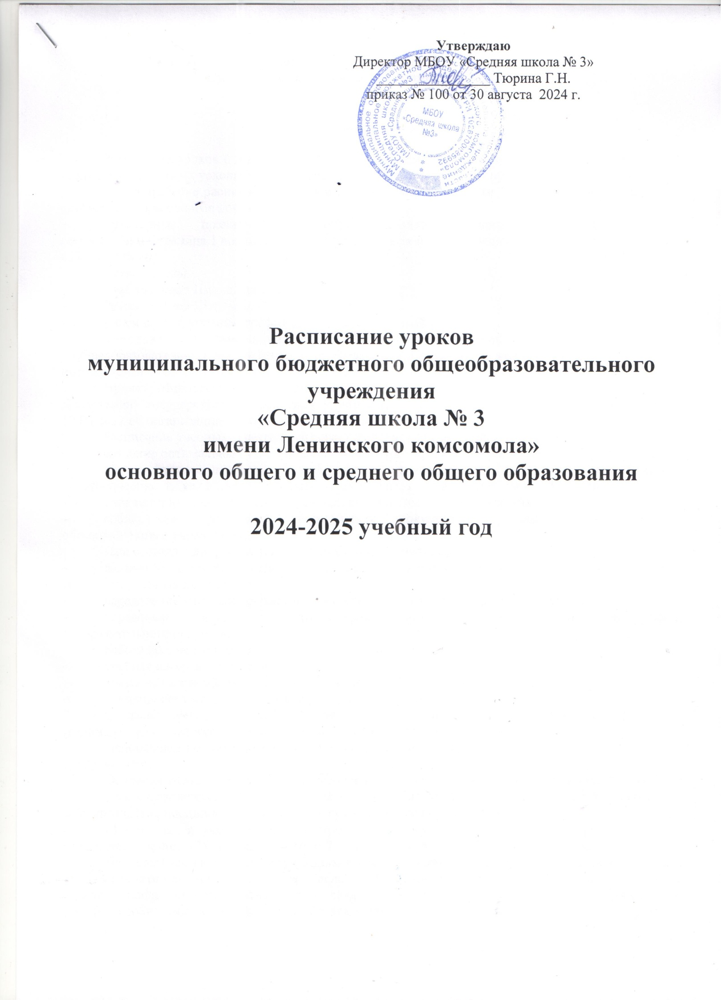 Утверждаю
Директор МБОУ «Средняя школа № 3»
Тюрина Г.Н.
приказ № 100 от 30 августа 2024 г.
МБОУ
«Средняя школа
№3»
Расписание уроков
муниципального бюджетного общеобразовательного
учреждения
«Средняя школа № 3
имени Ленинского комсомола»
основного общего и среднего общего образования
2024-2025 учебный год